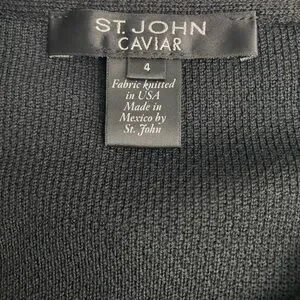 ST. JOHN
CAVIAR
4
Fabric knitted
in USA
Made in
Mexico by
St. John